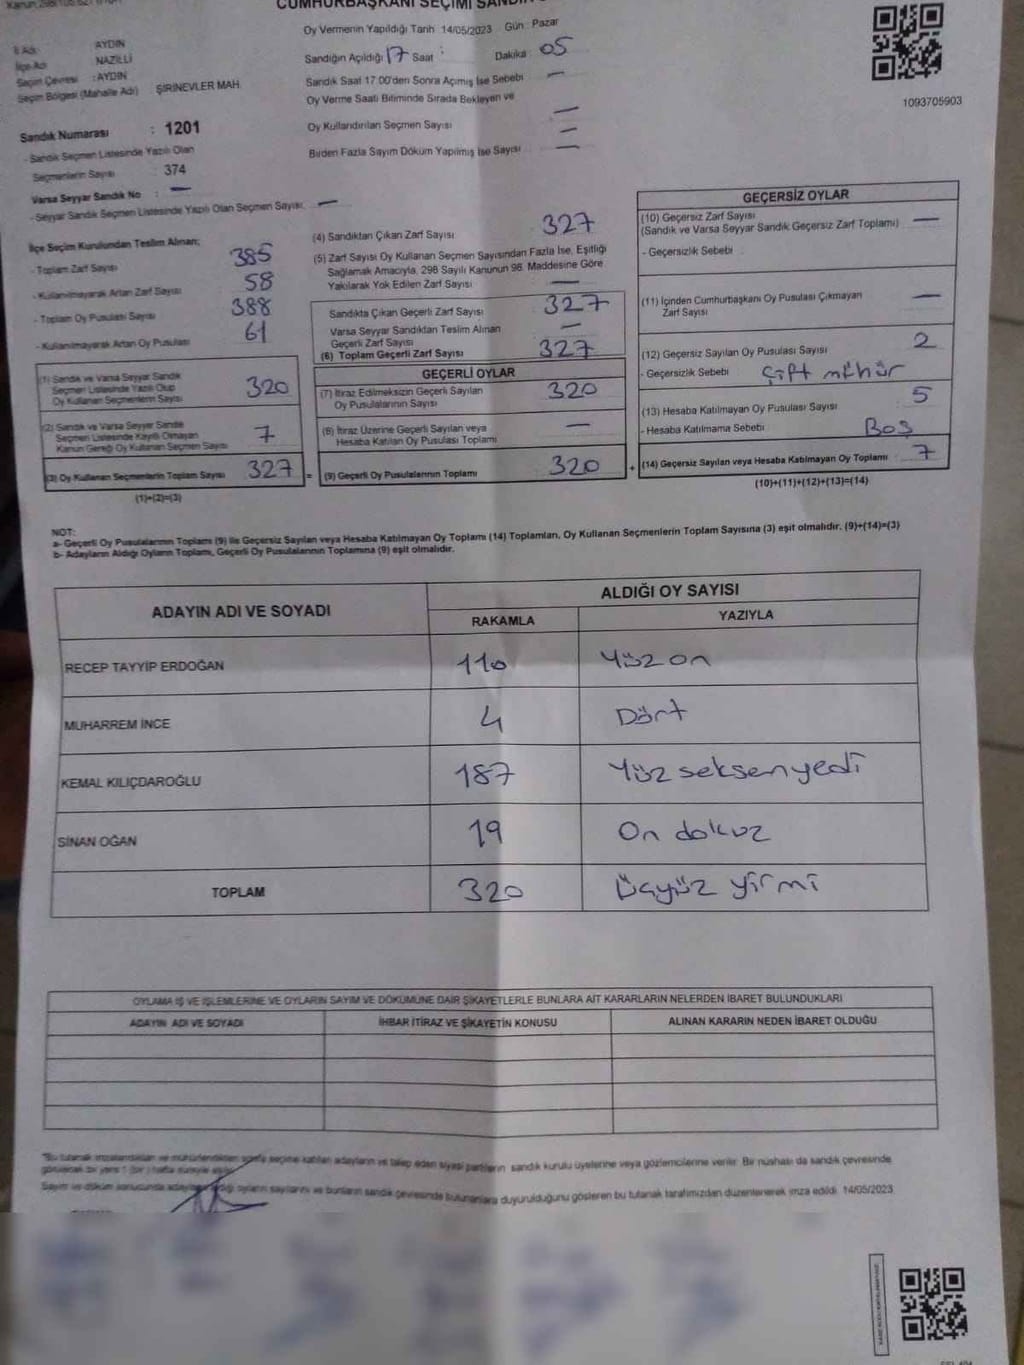 CUMHURBAŞKANI SEÇİMİ
Oy Vermenin Yapıldığı Tarih : 14/05/2023 Gün : Pazar
İl Adı : AYDIN
İlçe Adı : NAZİLLİ
Seçim Çevresi : AYDIN
Seçim Bölgesi (Mahalle Adı) : ŞİRİNEVLER MAH.
Sandığın Açıldığı 17 Saat : Dakika : 05
Sandık Saat 17.00'den Sonra Açılmış İse Sebebi —
Oy Verme Saati Bitiminde Sırada Bekleyen ve
Oy Kullandırılan Seçmen Sayısı —
Birden Fazla Sayım Döküm Yapılmış İse Sayısı —
1093705903
Sandık Numarası : 1201
- Sandık Seçmen Listesinde Yazılı Olan
Seçmenlerin Sayısı : 374
Varsa Seyyar Sandık No : —
- Seyyar Sandık Seçmen Listesinde Yazılı Olan Seçmen Sayısı: —
İlçe Seçim Kurulundan Teslim Alınan;
- Toplam Zarf Sayısı 385
- Kullanılmayarak Artan Zarf Sayısı 58
- Toplam Oy Pusulası Sayısı 388
- Kullanılmayarak Artan Oy Pusulası 61
(1) Sandık ve Varsa Seyyar Sandık
Seçmen Listesinde Yazılı Olup
Oy Kullanan Seçmenlerin Sayısı 320
(2) Sandık ve Varsa Seyyar Sandık
Seçmen Listesinde Kayıtlı Olmayan
Kanun Gereği Oy Kullanan Seçmen Sayısı 7
(3) Oy Kullanan Seçmenlerin Toplam Sayısı 327 =
(1)+(2)=(3)
(4) Sandıktan Çıkan Zarf Sayısı 327
(5) Zarf Sayısı Oy Kullanan Seçmen Sayısından Fazla İse, Eşitliği
Sağlamak Amacıyla, 298 Sayılı Kanunun 98. Maddesine Göre
Yakılarak Yok Edilen Zarf Sayısı —
Sandıkta Çıkan Geçerli Zarf Sayısı 327
Varsa Seyyar Sandıktan Teslim Alınan
Geçerli Zarf Sayısı —
(6) Toplam Geçerli Zarf Sayısı 327
GEÇERLİ OYLAR
(7) İtiraz Edilmeksizin Geçerli Sayılan
Oy Pusulalarının Sayısı 320
(8) İtiraz Üzerine Geçerli Sayılan veya
Hesaba Katılan Oy Pusulası Toplamı —
(9) Geçerli Oy Pusulalarının Toplamı 320 +
GEÇERSİZ OYLAR
(10) Geçersiz Zarf Sayısı
(Sandık ve Varsa Seyyar Sandık Geçersiz Zarf Toplamı) —
- Geçersizlik Sebebi
(11) İçinden Cumhurbaşkanı Oy Pusulası Çıkmayan
Zarf Sayısı —
(12) Geçersiz Sayılan Oy Pusulası Sayısı 2
- Geçersizlik Sebebi Çift mühür
(13) Hesaba Katılmayan Oy Pusulası Sayısı 5
- Hesaba Katılmama Sebebi Boş
(14) Geçersiz Sayılan veya Hesaba Katılmayan Oy Toplamı 7
(10)+(11)+(12)+(13)=(14)
NOT:
a- Geçerli Oy Pusulalarının Toplamı (9) ile Geçersiz Sayılan veya Hesaba Katılmayan Oy Toplamı (14) Toplamları, Oy Kullanan Seçmenlerin Toplam Sayısına (3) eşit olmalıdır. (9)+(14)=(3)
b- Adayların Aldığı Oyların Toplamı, Geçerli Oy Pusulalarının Toplamına (9) eşit olmalıdır.
ADAYIN ADI VE SOYADI ALDIĞI OY SAYISI
RAKAMLA YAZIYLA
RECEP TAYYİP ERDOĞAN 110 Yüz on
MUHARREM İNCE 4 Dört
KEMAL KILIÇDAROĞLU 187 Yüz seksen yedi
SİNAN OĞAN 19 On dokuz
TOPLAM 320 Üçyüz yirmi
OYLAMA İŞ VE İŞLEMLERİNE VE OYLARIN SAYIM VE DÖKÜMÜNE DAİR ŞİKAYETLERLE BUNLARA AİT KARARLARIN NELERDEN İBARET BULUNDUKLARI
ADAYIN ADI VE SOYADI İHBAR İTİRAZ VE ŞİKAYETİN KONUSU ALINAN KARARIN NEDEN İBARET OLDUĞU
"Bu tutanak imzalandıktan ve mühürlendikten sonra seçime katılan adayların ve talep eden siyasi partilerin sandık kurulu üyelerine veya gözlemcilerine verilir. Bir nüshası da sandık çevresinde
görülecek bir yere 1 (bir) hafta süreyle asılır.
Sayım ve döküm sonucunda adayların aldığı oyların sayılarını ve bunların sandık çevresinde bulunanlara duyurulduğunu gösteren bu tutanak tarafımızdan düzenlenerek imza edildi. 14/05/2023